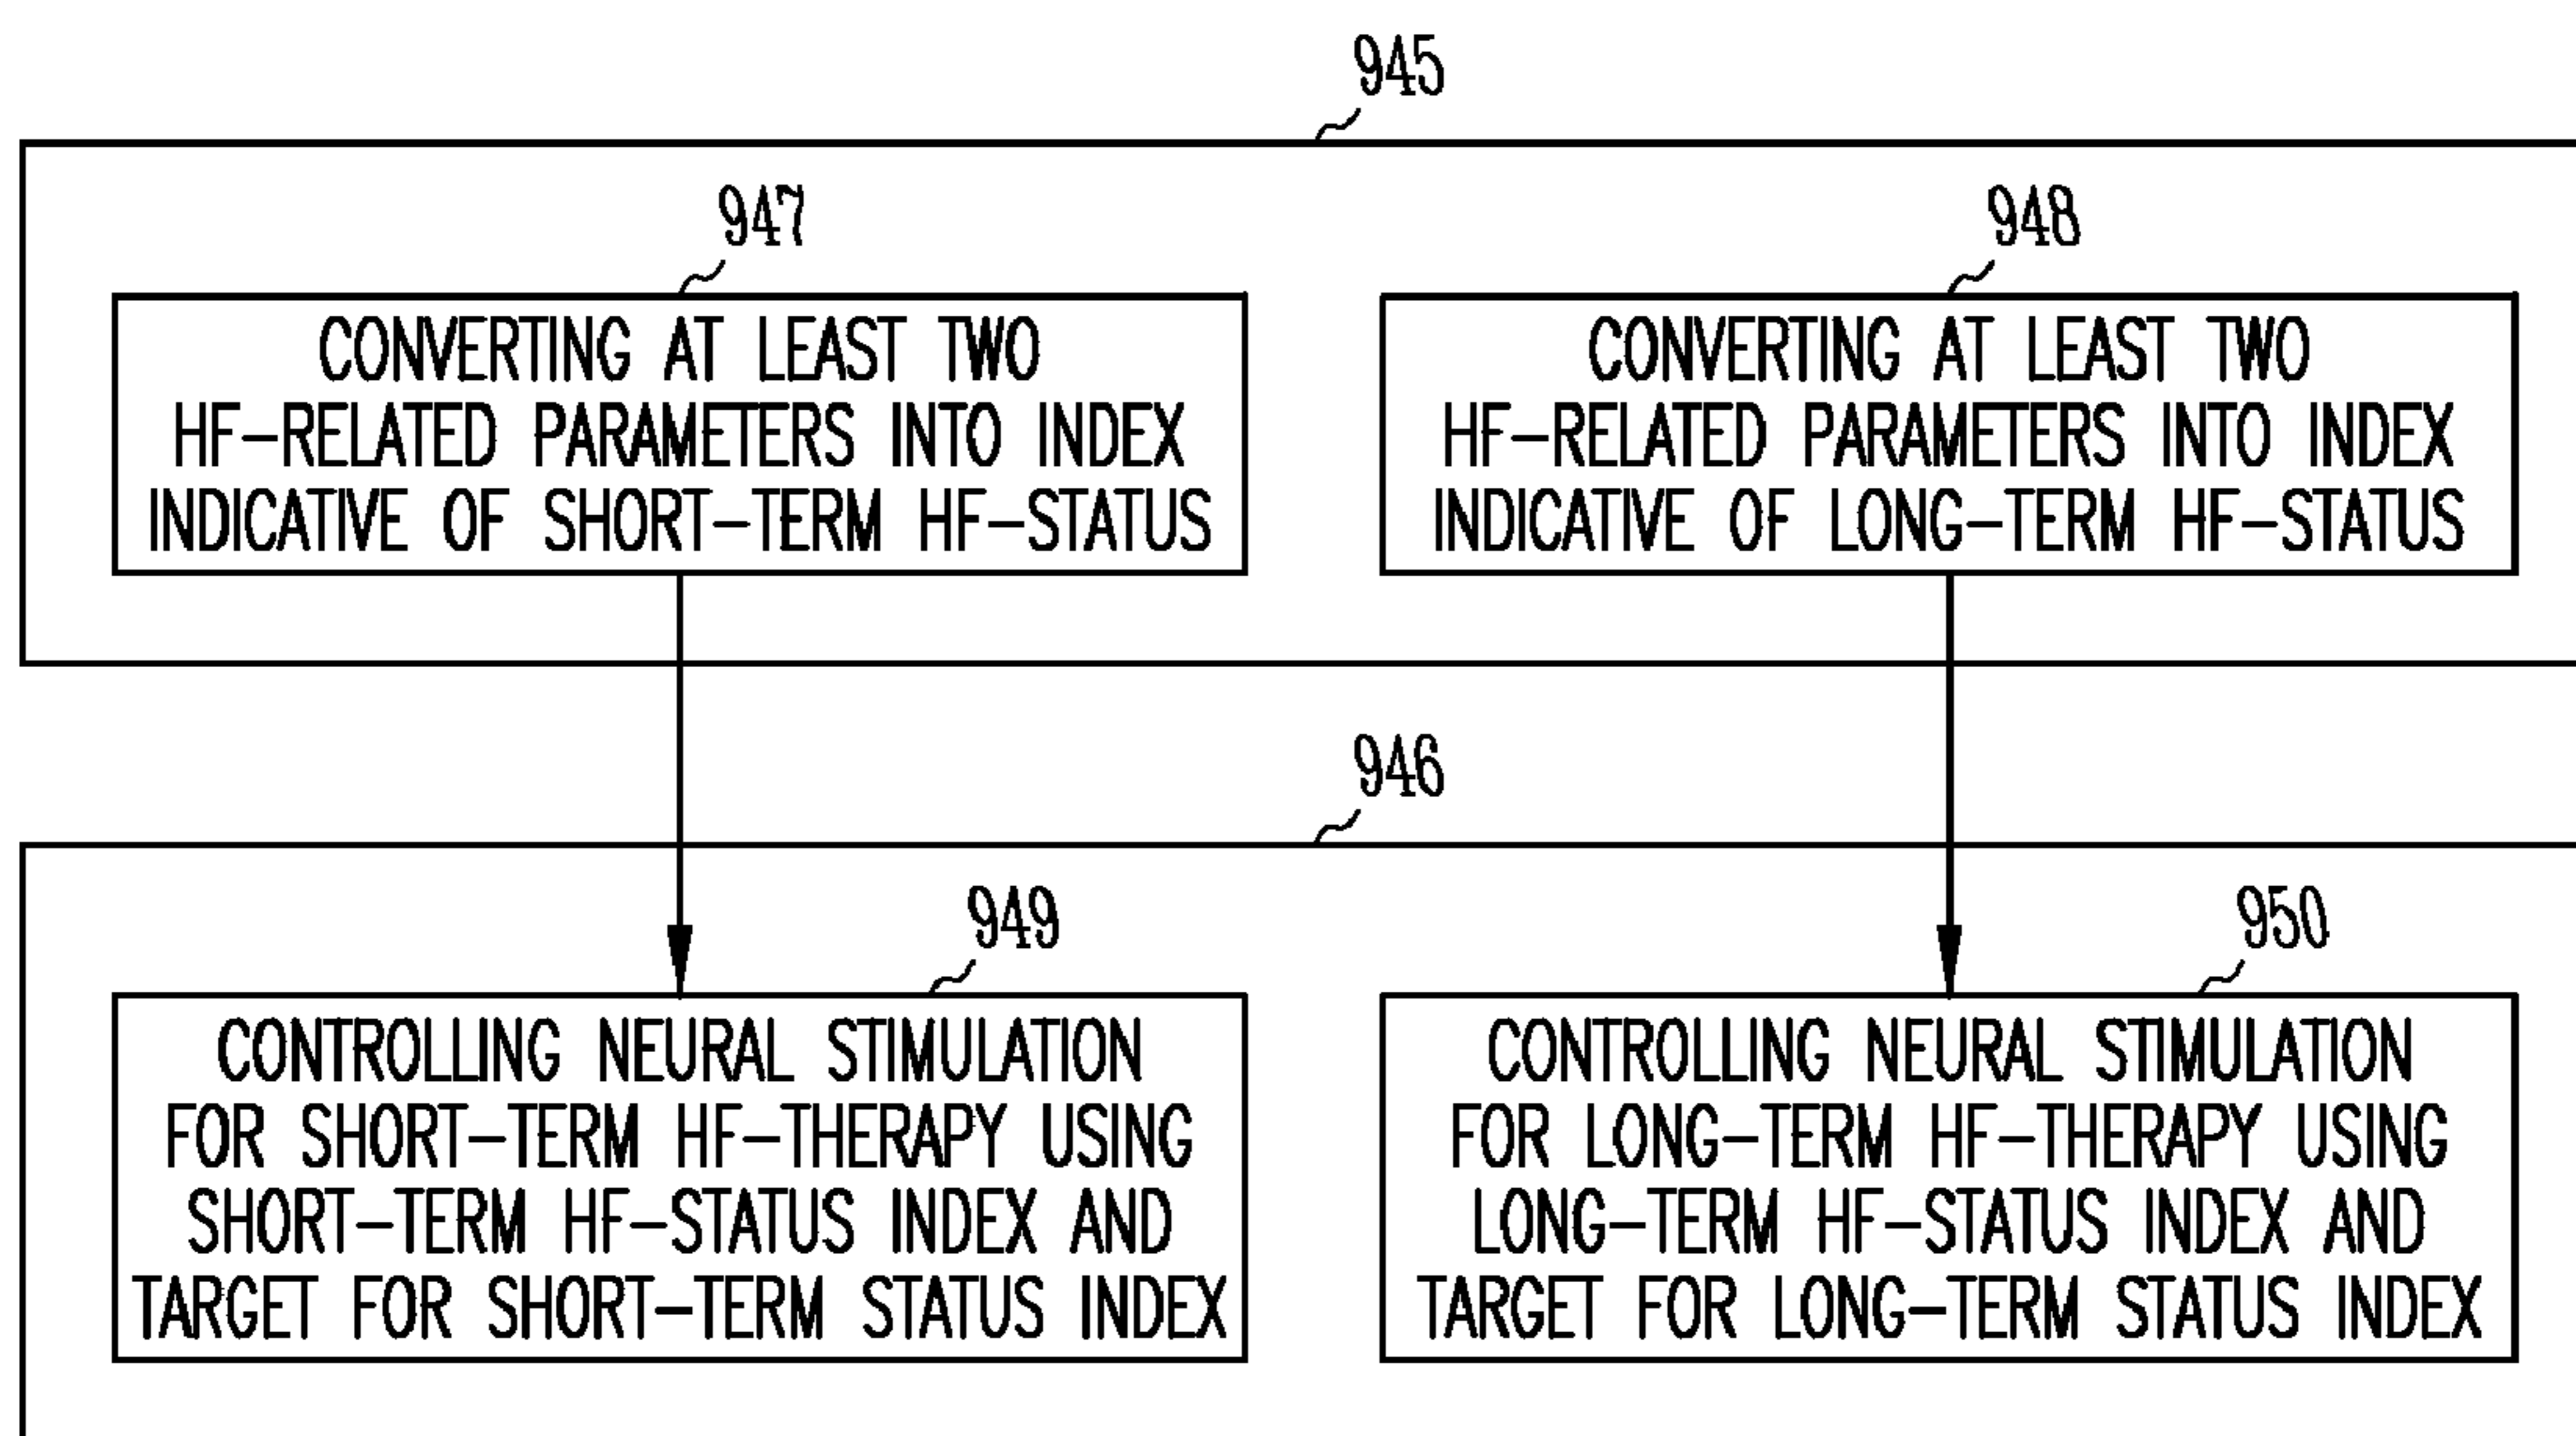 945
947
CONVERTING AT LEAST TWO
HF-RELATED PARAMETERS INTO INDEX
INDICATIVE OF SHORT-TERM HF-STATUS
948
CONVERTING AT LEAST TWO
HF-RELATED PARAMETERS INTO INDEX
INDICATIVE OF LONG-TERM HF-STATUS
946
949
CONTROLLING NEURAL STIMULATION
FOR SHORT-TERM HF-THERAPY USING
SHORT-TERM HF-STATUS INDEX AND
TARGET FOR SHORT-TERM STATUS INDEX
950
CONTROLLING NEURAL STIMULATION
FOR LONG-TERM HF-THERAPY USING
LONG-TERM HF-STATUS INDEX AND
TARGET FOR LONG-TERM STATUS INDEX